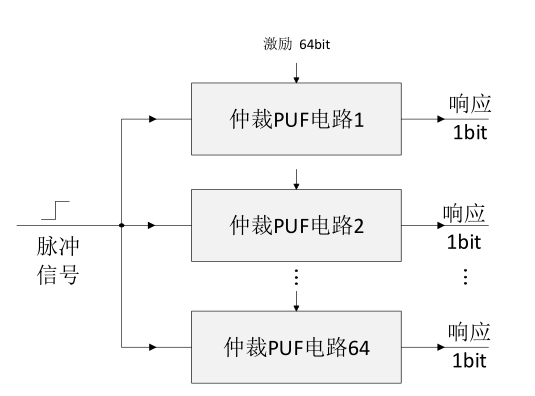 激励 64bit
仲裁PUF电路1
响应
1bit
仲裁PUF电路2
响应
1bit
脉冲
信号
仲裁PUF电路64
响应
1bit